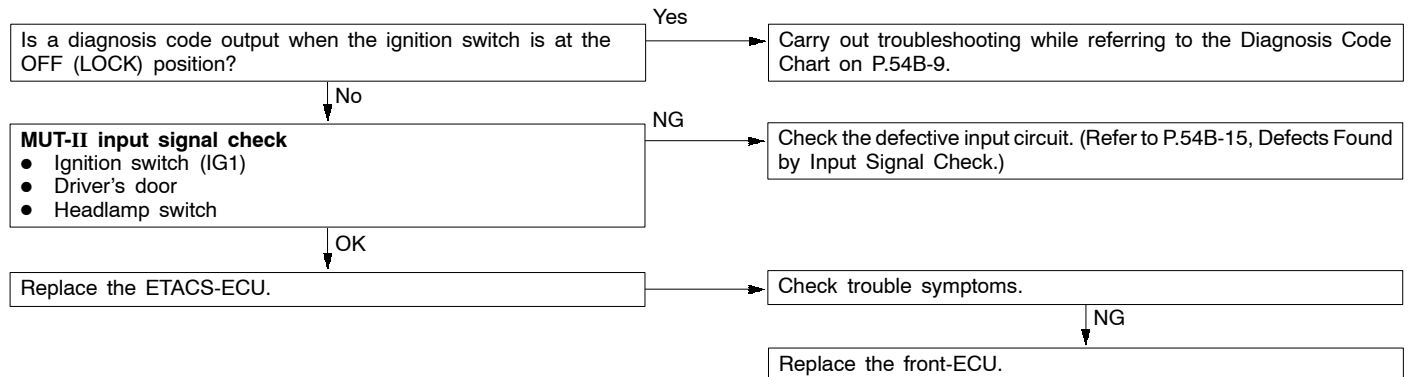 Is a diagnosis code output when the ignition switch is at the
OFF (LOCK) position?
Yes
Carry out troubleshooting while referring to the Diagnosis Code
Chart on P.54B-9.
No
MUT-II input signal check
● Ignition switch (IG1)
● Driver's door
● Headlamp switch
NG
Check the defective input circuit. (Refer to P.54B-15, Defects Found
by Input Signal Check.)
OK
Replace the ETACS-ECU.
Check trouble symptoms.
NG
Replace the front-ECU.